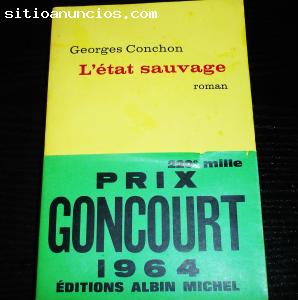 sitioanuncios.com
Georges Conchon
L'état sauvage
roman
mille
PRIX
GONCOURT
1964
ÉDITIONS ALBIN MICHEL